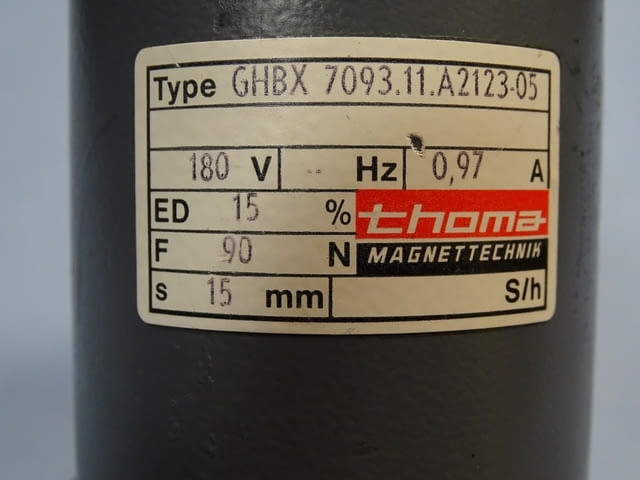 Type GHBX 7093.11.A2123-05
180 V -- Hz 0,97 A
ED 15 % thoma
F 90 N MAGNETTECHNIK
s 15 mm S/h